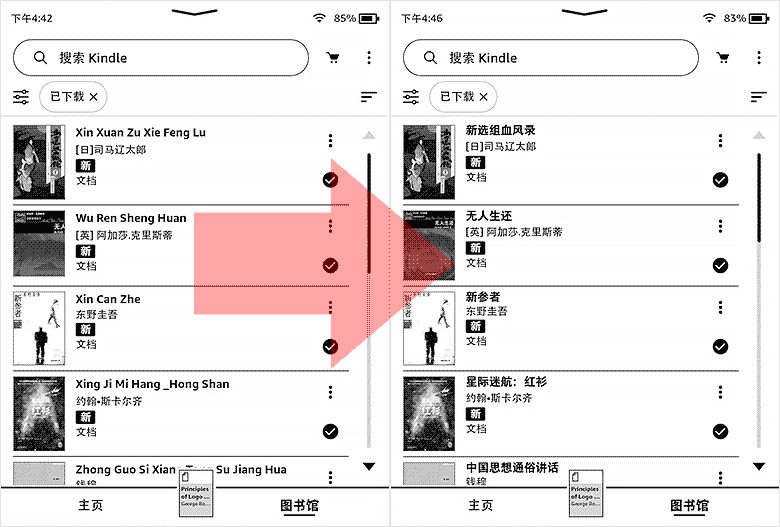 下午4:42
85%
搜索 Kindle
已下载 ×
Xin Xuan Zu Xie Feng Lu
[日]司马辽太郎
新
文档
Wu Ren Sheng Huan
[英] 阿加莎.克里斯蒂
新
文档
Xin Can Zhe
东野圭吾
新
文档
Xing Ji Mi Hang _Hong Shan
约翰•斯卡尔齐
新
文档
Zhong Guo Si Xian Su Jiang Hua
钱穆
主页
Principles
of Logo ...
George Bo...
图书馆
下午4:46
83%
搜索 Kindle
已下载 ×
新选组血风录
[日]司马辽太郎
新
文档
无人生还
[英] 阿加莎.克里斯蒂
新
文档
新参者
东野圭吾
新
文档
星际迷航：红衫
约翰•斯卡尔齐
新
文档
中国思想通俗讲话
钱穆
主页
Principles
of Logo ...
George Bo...
图书馆